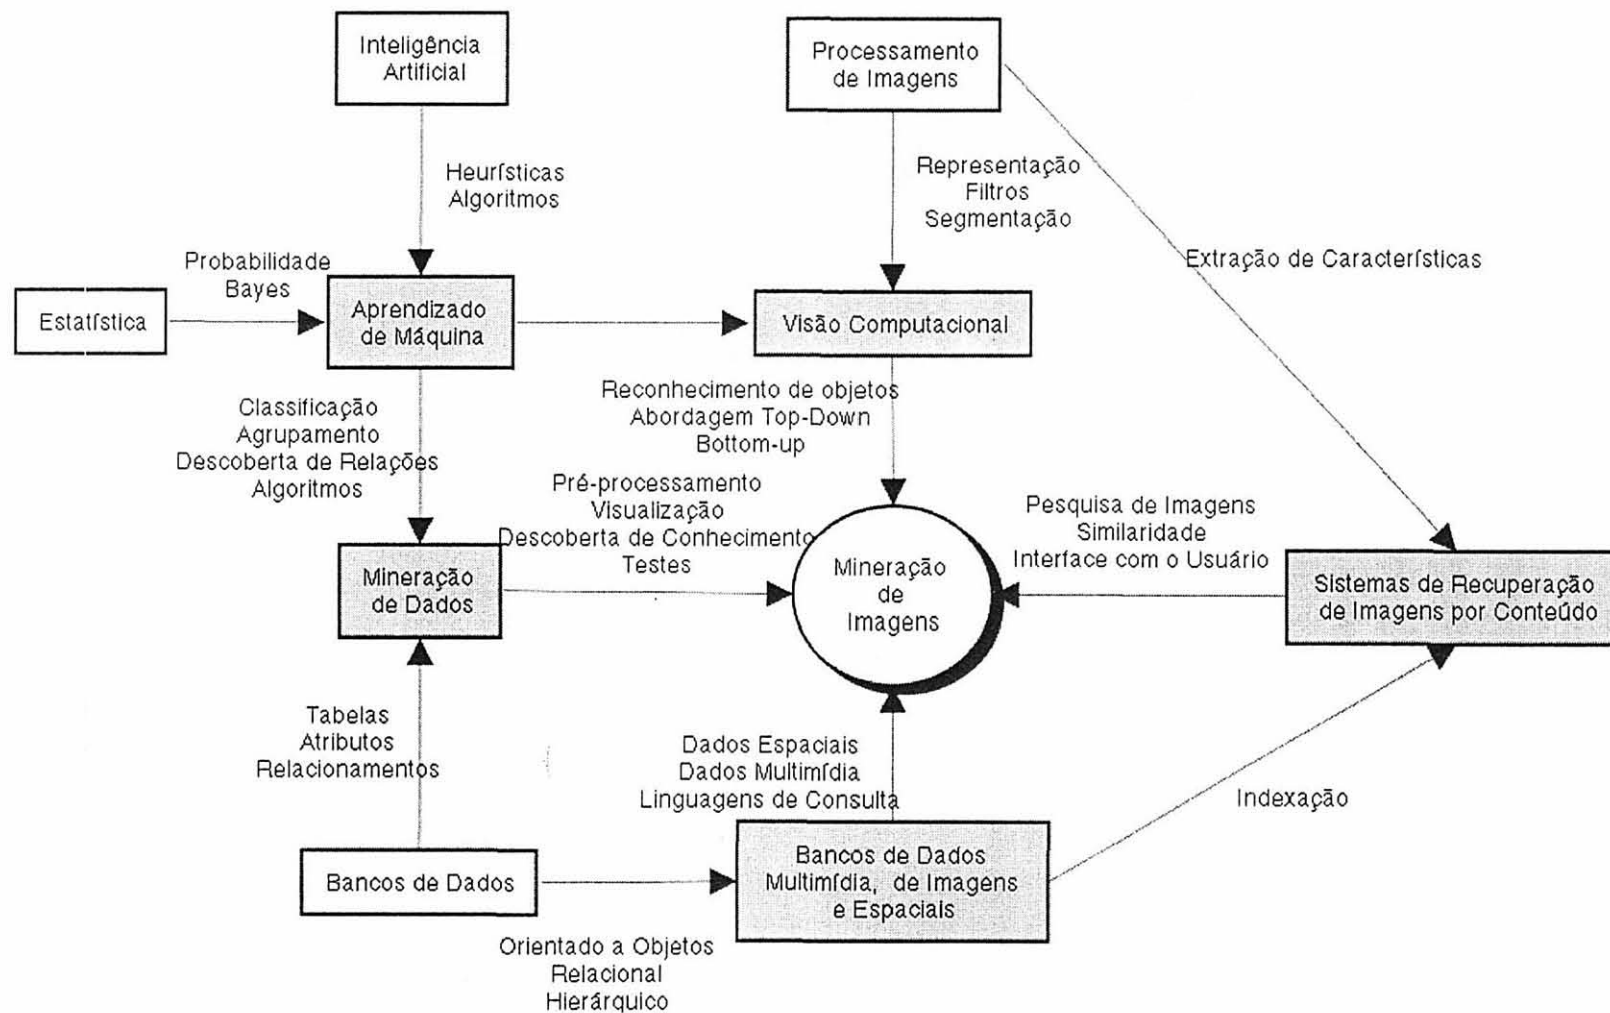 Inteligência
Artificial
Processamento
de Imagens
Heurísticas
Algoritmos
Representação
Filtros
Segmentação
Extração de Características
Probabilidade
Bayes
Estatística
Aprendizado
de Máquina
Visão Computacional
Classificação
Agrupamento
Descoberta de Relações
Algoritmos
Reconhecimento de objetos
Abordagem Top-Down
Bottom-up
Pré-processamento
Visualização
Descoberta de Conhecimento
Testes
Pesquisa de Imagens
Similaridade
Interface com o Usuário
Mineração
de Dados
Mineração
de
Imagens
Sistemas de Recuperação
de Imagens por Conteúdo
Tabelas
Atributos
Relacionamentos
Dados Espaciais
Dados Multimídia
Linguagens de Consulta
Indexação
Bancos de Dados
Bancos de Dados
Multimídia, de Imagens
e Espaciais
Orientado a Objetos
Relacional
Hierárquico